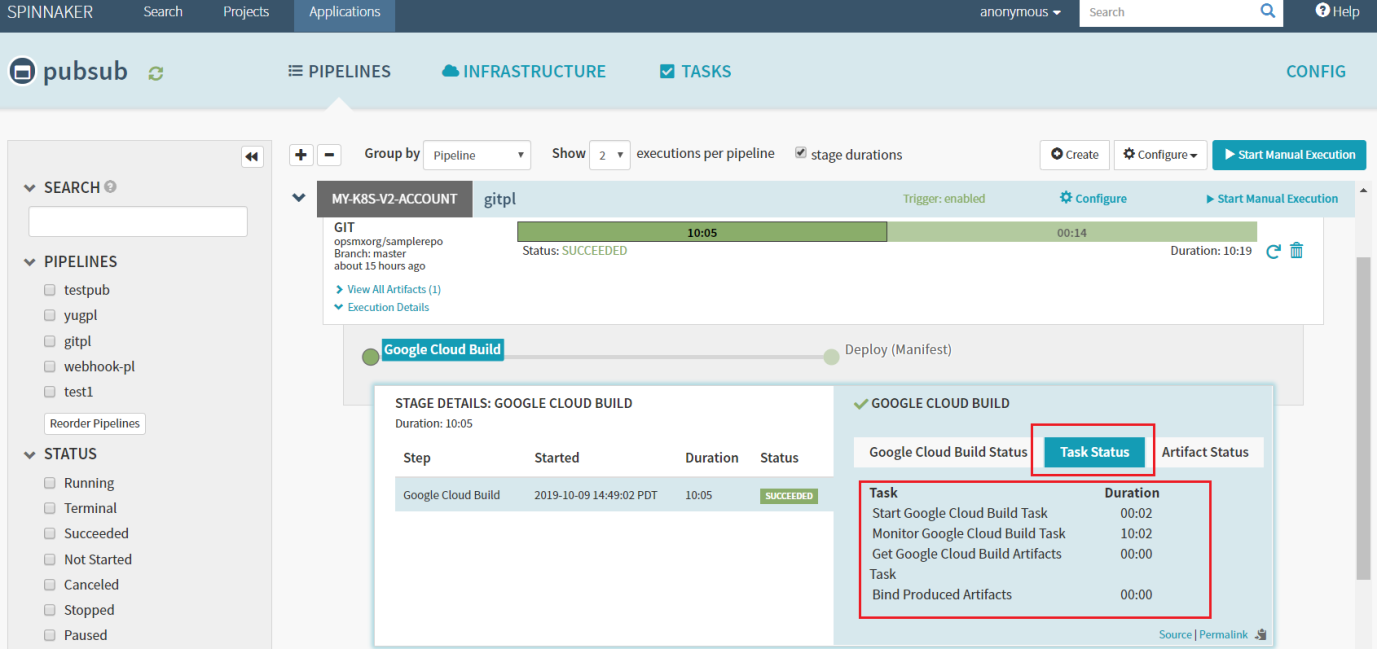 SPINNAKER Search Projects Applications anonymous Search Help
pubsub PIPELINES INFRASTRUCTURE TASKS CONFIG
Group by Pipeline Show 2 executions per pipeline stage durations Create Configure Start Manual Execution
SEARCH
PIPELINES
testpub
yugpl
gitpl
webhook-pl
test1
Reorder Pipelines
STATUS
Running
Terminal
Succeeded
Not Started
Canceled
Stopped
Paused
MY-K8S-V2-ACCOUNT gitpl Trigger: enabled Configure Start Manual Execution
GIT
opsmxorg/samplerepo
Branch: master
about 15 hours ago
10:05 00:14
Status: SUCCEEDED Duration: 10:19
View All Artifacts (1)
Execution Details
Google Cloud Build Deploy (Manifest)
STAGE DETAILS: GOOGLE CLOUD BUILD
Duration: 10:05
Step Started Duration Status
Google Cloud Build 2019-10-09 14:49:02 PDT 10:05 SUCCEEDED
GOOGLE CLOUD BUILD
Google Cloud Build Status Task Status Artifact Status
Task Duration
Start Google Cloud Build Task 00:02
Monitor Google Cloud Build Task 10:02
Get Google Cloud Build Artifacts 00:00
Task
Bind Produced Artifacts 00:00
Source | Permalink